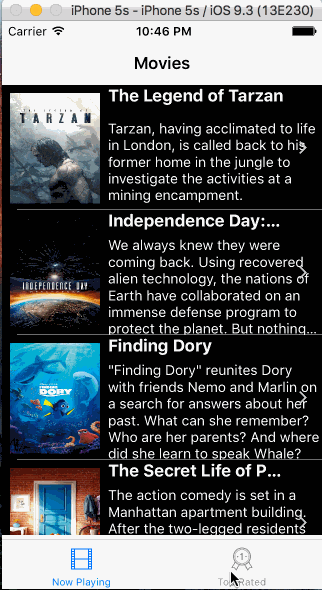 iPhone 5s - iPhone 5s / iOS 9.3 (13E230)
Carrier 10:46 PM
Movies
The Legend of Tarzan
THE LEGEND OF
TARZAN
Tarzan, having acclimated to life
in London, is called back to his
former home in the jungle to
investigate the activities at a
mining encampment.
Independence Day:...
We always knew they were
coming back. Using recovered
alien technology, the nations of
Earth have collaborated on an
immense defense program to
protect the planet. But nothing...
INDEPENDENCE DAY
Finding Dory
"Finding Dory" reunites Dory
with friends Nemo and Marlin on
a search for answers about her
past. What can she remember?
Who are her parents? And where
did she learn to speak Whale?
FINDING
DORY
The Secret Life of P...
The action comedy is set in a
Manhattan apartment building.
After the two-legged residents
1
Now Playing
Top Rated